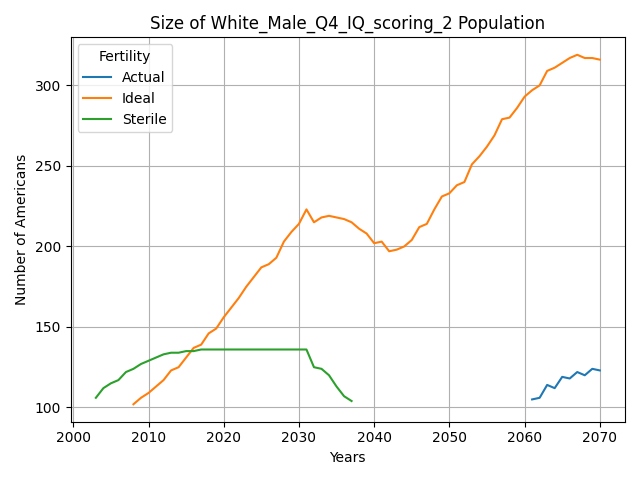 Size of White_Male_Q4_IQ_scoring_2 Population
Fertility
Actual
Ideal
Sterile
Number of Americans
300
250
200
150
100
2000
2010
2020
2030
2040
2050
2060
2070
Years